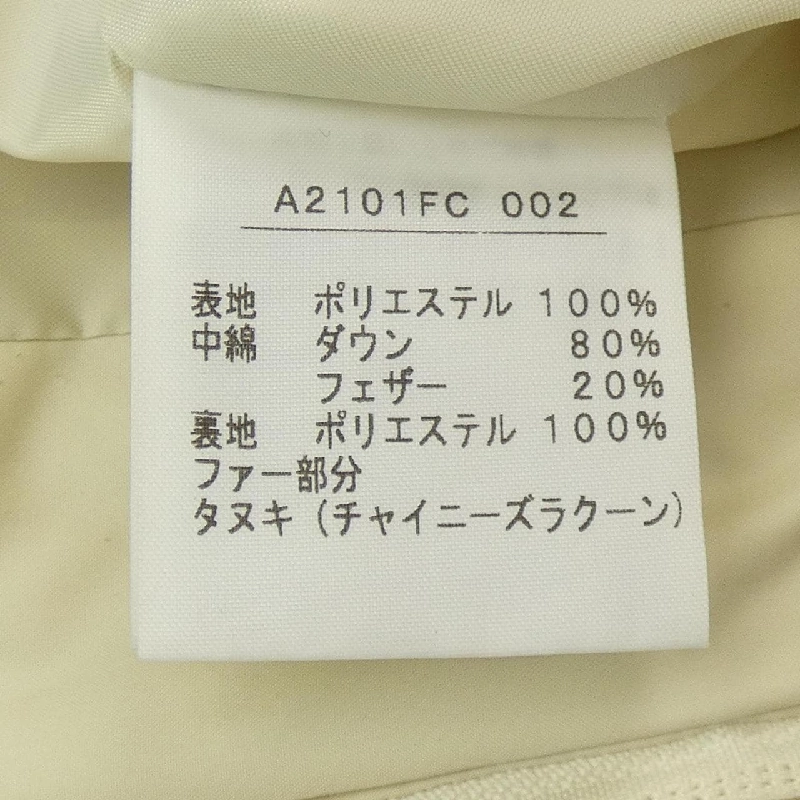 A2101FC 002
表地 ポリエステル 100%
中綿 ダウン 80%
フェザー 20%
裏地 ポリエステル 100%
ファー部分
タヌキ（チャイニーズラクーン）